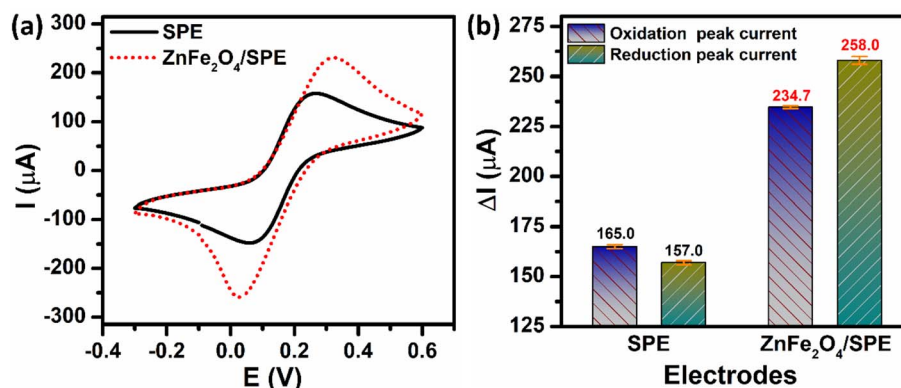 (a)
SPE
ZnFe₂O₄/SPE
300
200
100
0
-100
-200
-300
I (μA)
-0.4 -0.2 0.0 0.2 0.4 0.6
E (V)
(b)
Oxidation peak current
Reduction peak current
275
250
225
200
175
150
125
ΔI (μA)
165.0
157.0
234.7
258.0
SPE ZnFe₂O₄/SPE
Electrodes